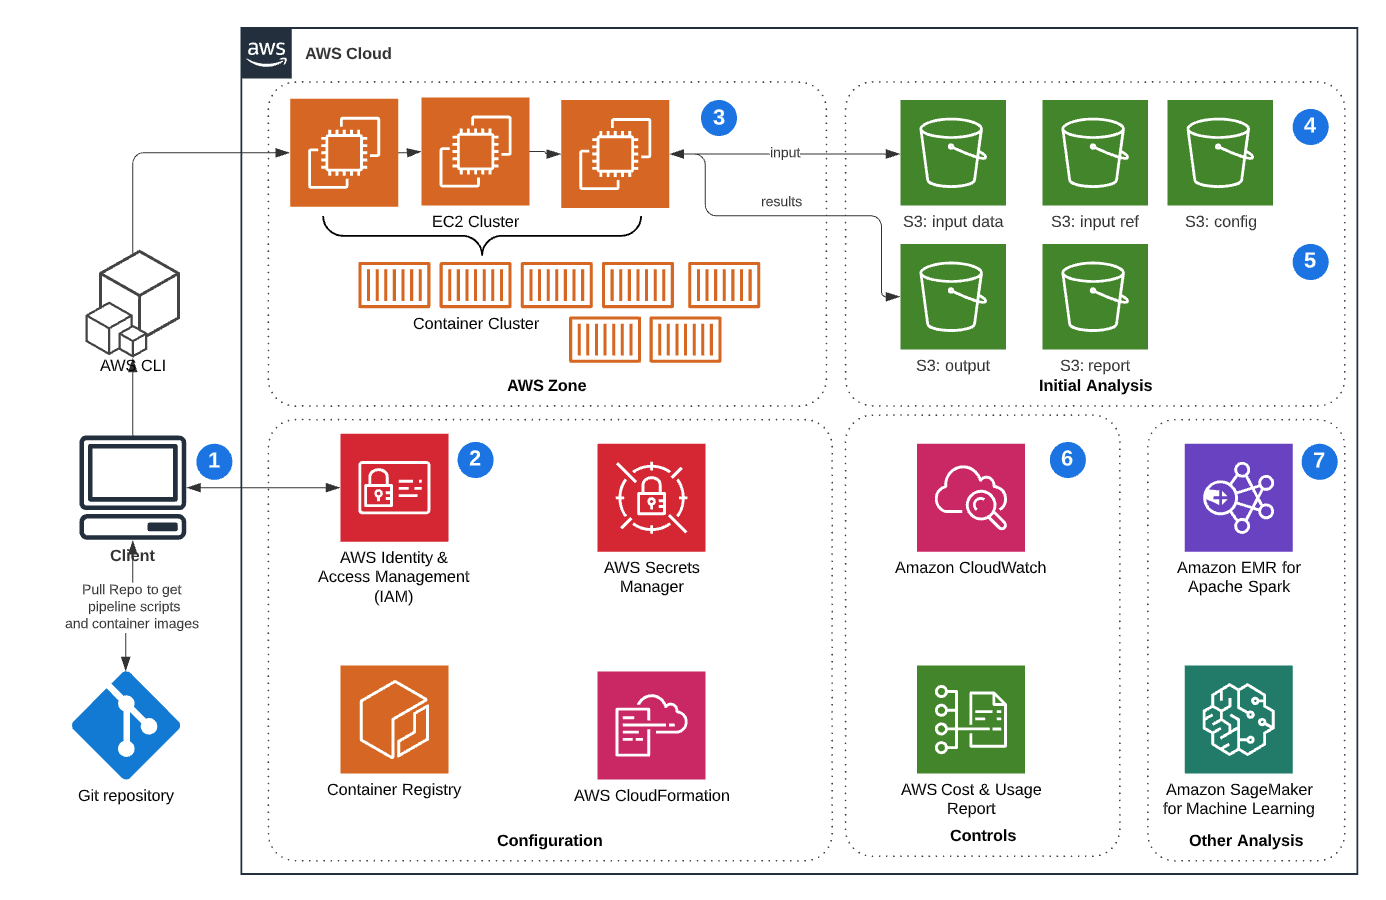 aws
AWS Cloud
3
4
input
results
EC2 Cluster
S3: input data
S3: input ref
S3: config
5
Container Cluster
AWS CLI
S3: output
S3: report
AWS Zone
Initial Analysis
1
2
6
7
Client
AWS Identity &
Access Management
(IAM)
AWS Secrets
Manager
Amazon CloudWatch
Amazon EMR for
Apache Spark
Pull Repo to get
pipeline scripts
and container images
Git repository
Container Registry
AWS CloudFormation
AWS Cost & Usage
Report
Amazon SageMaker
for Machine Learning
Configuration
Controls
Other Analysis